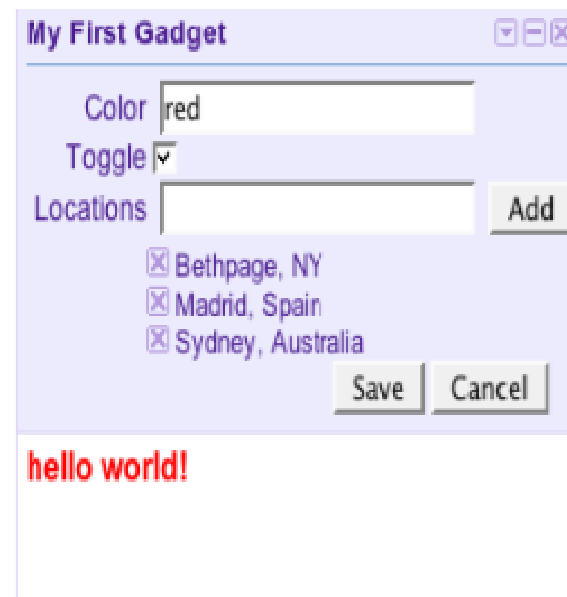 My First Gadget
Color red
Toggle
Locations Add
Bethpage, NY
Madrid, Spain
Sydney, Australia
Save Cancel
hello world!